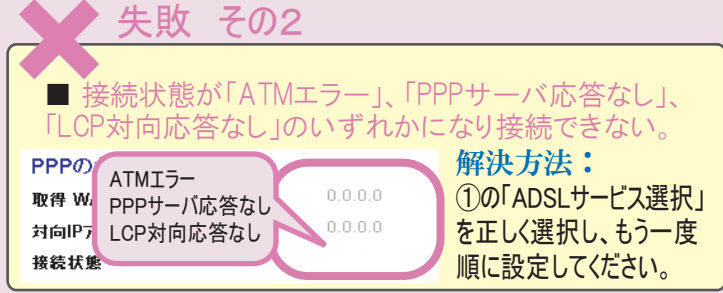 失敗 その2
■ 接続状態が「ATMエラー」、「PPPサーバ応答なし」、
「LCP対向応答なし」のいずれかになり接続できない。
PPPの
取得 W
対向IPア
接続状態
ATMエラー
PPPサーバ応答なし
LCP対向応答なし
0.0.0.0
0.0.0.0
解決方法：
①の「ADSLサービス選択」
を正しく選択し、もう一度
順に設定してください。